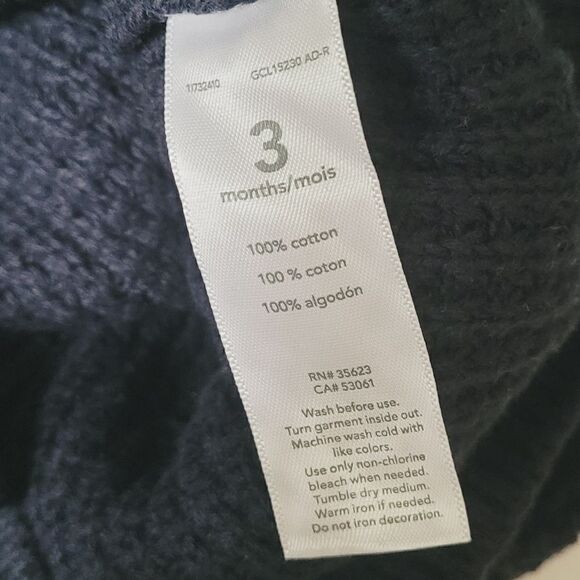 11732410 GCL15230 AD-R
3
months/mois
100% cotton
100 % coton
100% algodón
RN# 35623
CA# 53061
Wash before use.
Turn garment inside out.
Machine wash cold with
like colors.
Use only non-chlorine
bleach when needed.
Tumble dry medium.
Warm iron if needed.
Do not iron decoration.